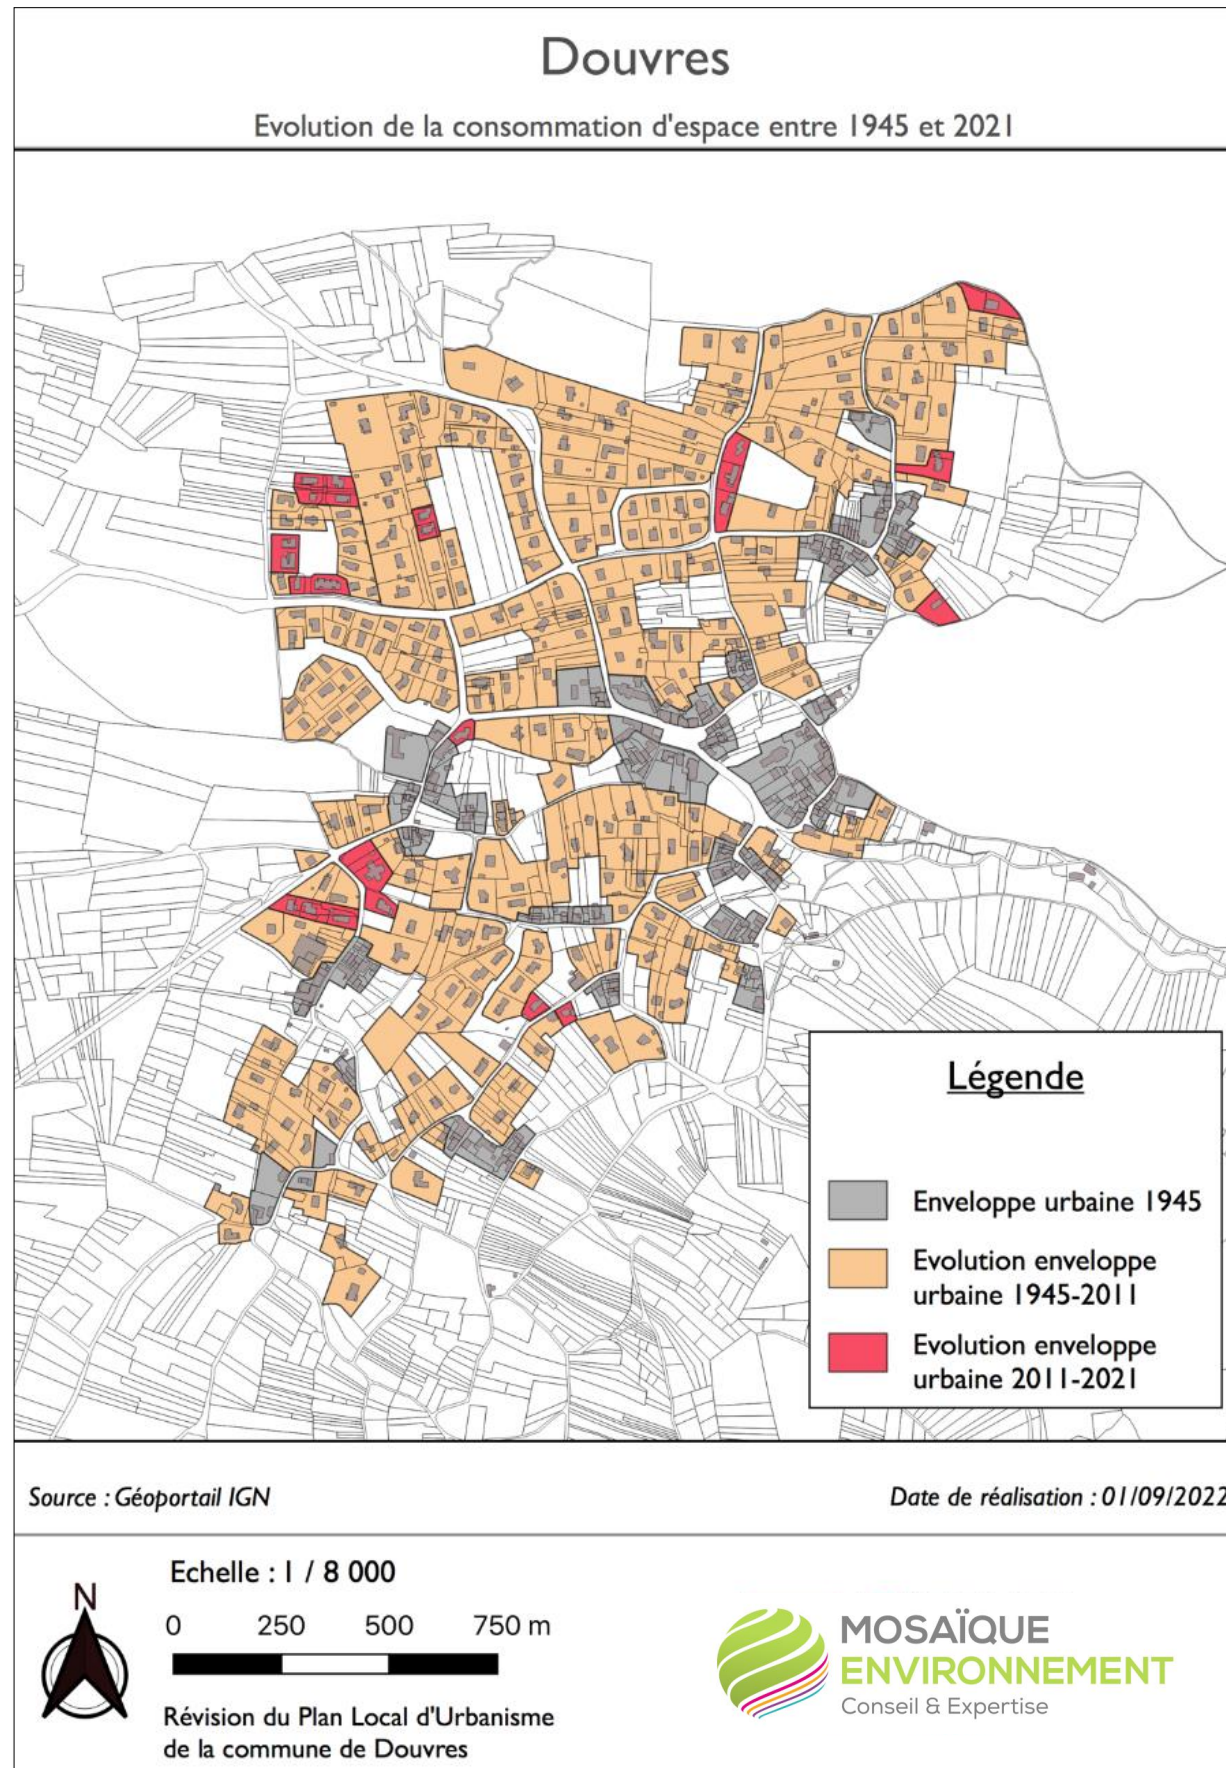 Douvres
Evolution de la consommation d'espace entre 1945 et 2021
Légende
Enveloppe urbaine 1945
Evolution enveloppe
urbaine 1945-2011
Evolution enveloppe
urbaine 2011-2021
Source : Géoportail IGN
Date de réalisation : 01/09/2022
Echelle : 1 / 8 000
N
0 250 500 750 m
Révision du Plan Local d'Urbanisme
de la commune de Douvres
MOSAÏQUE
ENVIRONNEMENT
Conseil & Expertise